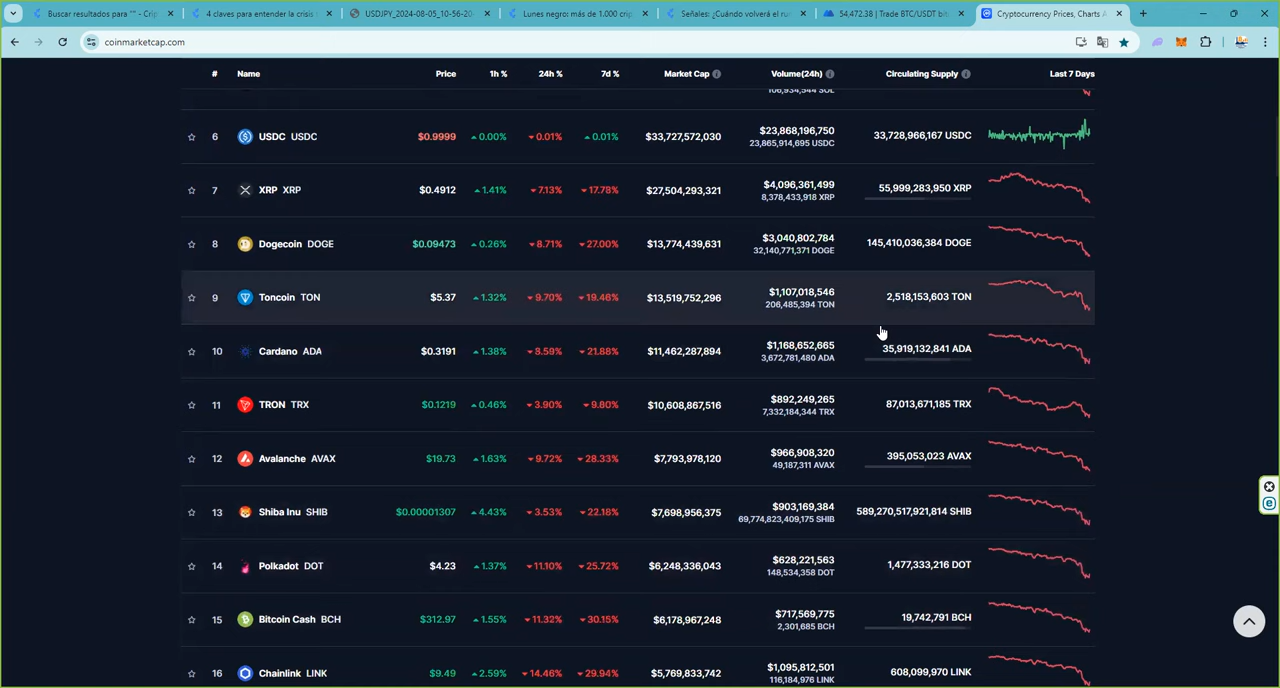 Buscar resultados para "" - Crip
4 claves para entender la crisis
USDJPY_2024-08-05_10-56-20
Lunes negro: más de 1.000 crip
Señales: ¿Cuándo volverá el
54,472.38 | Trade BTC/USDT bit
Cryptocurrency Prices, Charts A
coinmarketcap.com
# Name Price 1h % 24h % 7d % Market Cap Volume(24h) Circulating Supply Last 7 Days
106,934,544 SOL
6 USDC USDC $0.9999 0.00% 0.01% 0.01% $33,727,572,030 $23,868,196,750 33,728,966,167 USDC
23,865,914,695 USDC
7 XRP XRP $0.4912 1.41% 7.13% 17.78% $27,504,293,321 $4,096,361,499 55,999,283,950 XRP
8,378,433,918 XRP
8 Dogecoin DOGE $0.09473 0.26% 8.71% 27.00% $13,774,439,631 $3,040,802,784 145,410,036,384 DOGE
32,140,771,371 DOGE
9 Toncoin TON $5.37 1.32% 9.70% 19.46% $13,519,752,296 $1,107,018,546 2,518,153,603 TON
206,485,394 TON
10 Cardano ADA $0.3191 1.38% 8.59% 21.88% $11,462,287,894 $1,168,652,665 35,919,132,841 ADA
3,672,781,480 ADA
11 TRON TRX $0.1219 0.46% 3.90% 9.80% $10,608,867,516 $892,249,265 87,013,671,185 TRX
7,332,184,344 TRX
12 Avalanche AVAX $19.73 1.63% 9.72% 28.33% $7,793,978,120 $966,908,320 395,053,023 AVAX
49,187,311 AVAX
13 Shiba Inu SHIB $0.00001307 4.43% 3.53% 22.18% $7,698,956,375 $903,169,384 589,270,517,921,814 SHIB
69,774,823,409,175 SHIB
14 Polkadot DOT $4.23 1.37% 11.10% 25.72% $6,248,336,043 $628,221,563 1,477,333,216 DOT
148,534,358 DOT
15 Bitcoin Cash BCH $312.97 1.55% 11.32% 30.15% $6,178,967,248 $717,569,775 19,742,791 BCH
2,301,685 BCH
16 Chainlink LINK $9.49 2.59% 14.46% 29.94% $5,769,833,742 $1,095,812,501 608,099,970 LINK
116,184,976 LINK